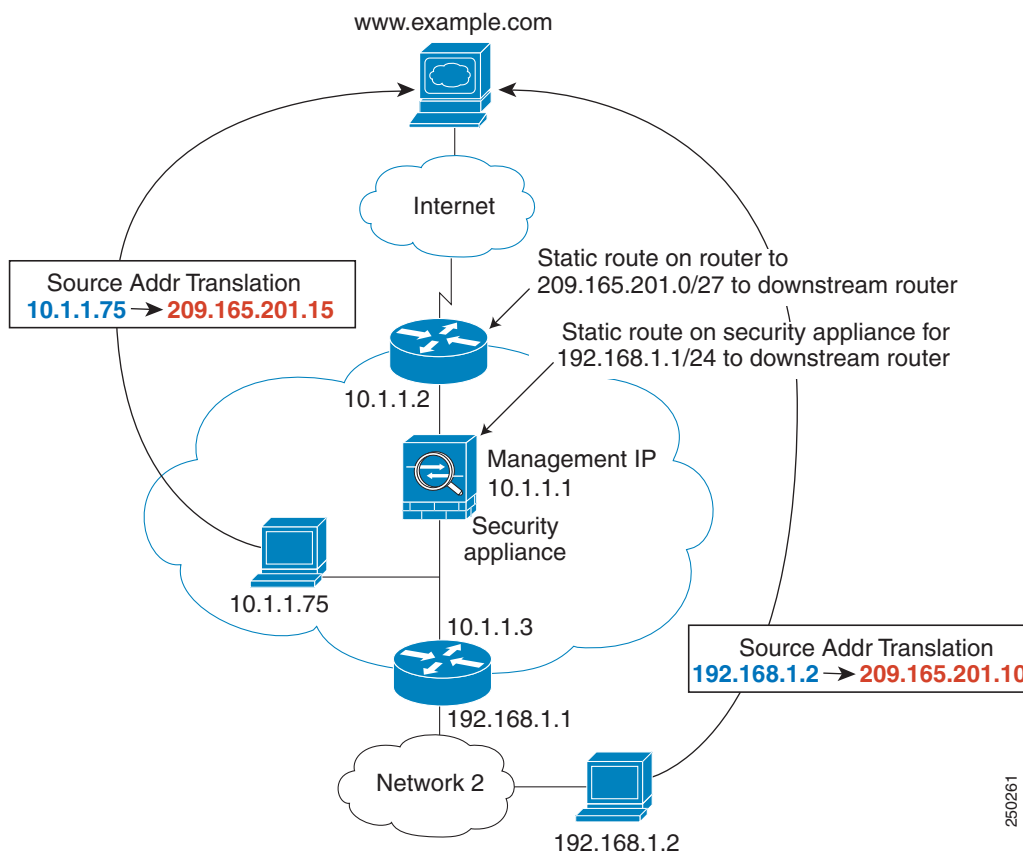 www.example.com
Internet
Static route on router to
209.165.201.0/27 to downstream router
Source Addr Translation
10.1.1.75 209.165.201.15
Static route on security appliance for
192.168.1.1/24 to downstream router
10.1.1.2
Management IP
10.1.1.1
Security
appliance
10.1.1.75
10.1.1.3
Source Addr Translation
192.168.1.2 209.165.201.10
192.168.1.1
Network 2
192.168.1.2
250261